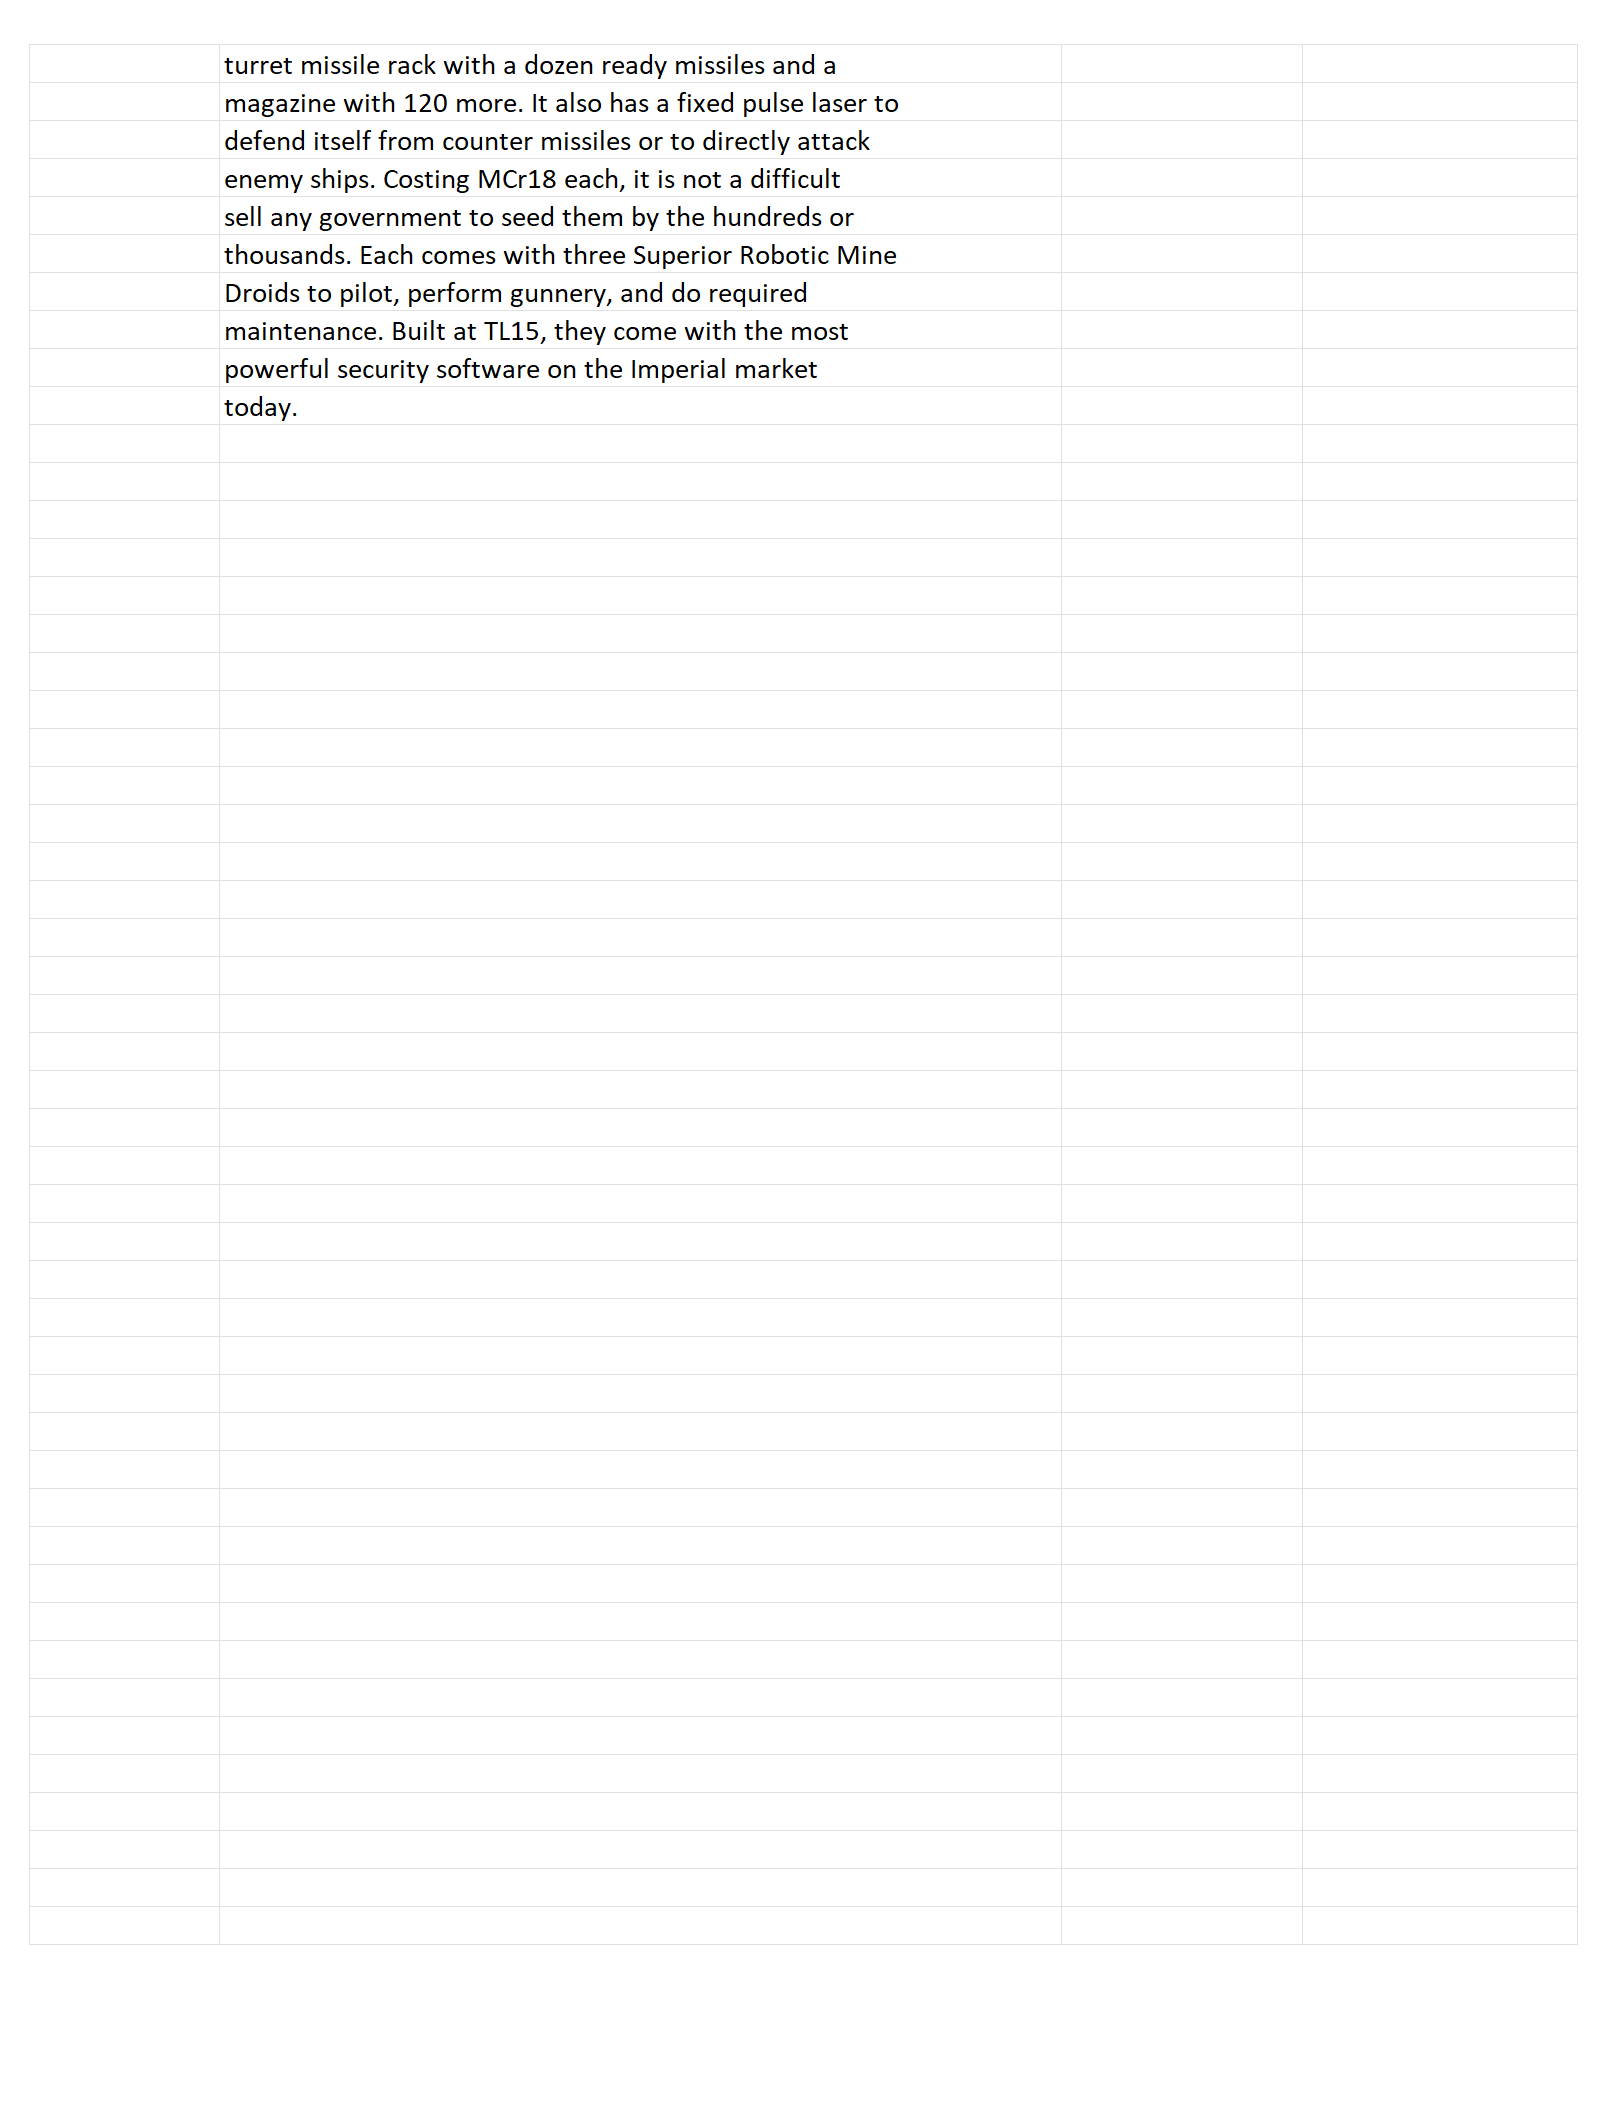 turret missile rack with a dozen ready missiles and a
magazine with 120 more. It also has a fixed pulse laser to
defend itself from counter missiles or to directly attack
enemy ships. Costing MCr18 each, it is not a difficult
sell any government to seed them by the hundreds or
thousands. Each comes with three Superior Robotic Mine
Droids to pilot, perform gunnery, and do required
maintenance. Built at TL15, they come with the most
powerful security software on the Imperial market
today.